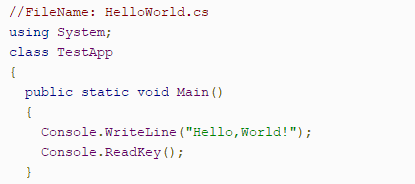 //FileName: HelloWorld.cs
using System;
class TestApp
{
  public static void Main()
  {
    Console.WriteLine("Hello,World!");
    Console.ReadKey();
  }